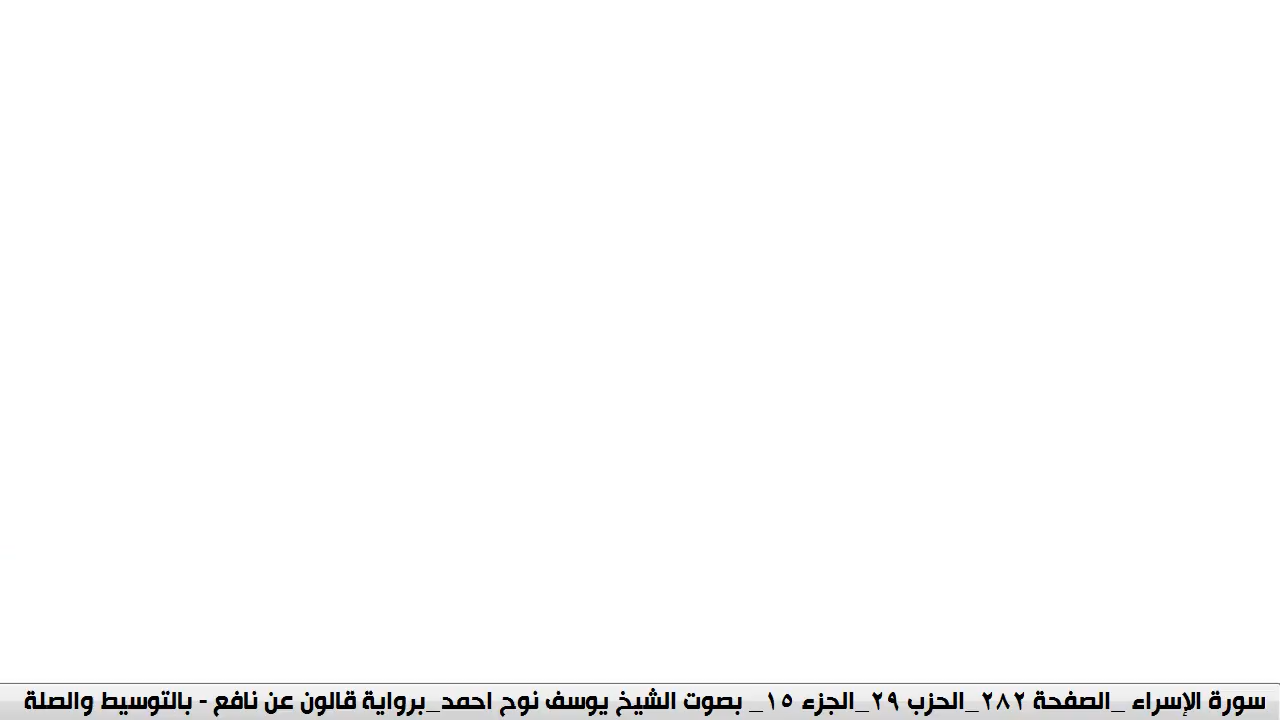 سورة الإسراء _الصفحة ٢٨٢_الحزب ٢٩_الجزء ١٥_ بصوت الشيخ يوسف نوح احمد_برواية قالون عن نافع - بالتوسيط والصلة